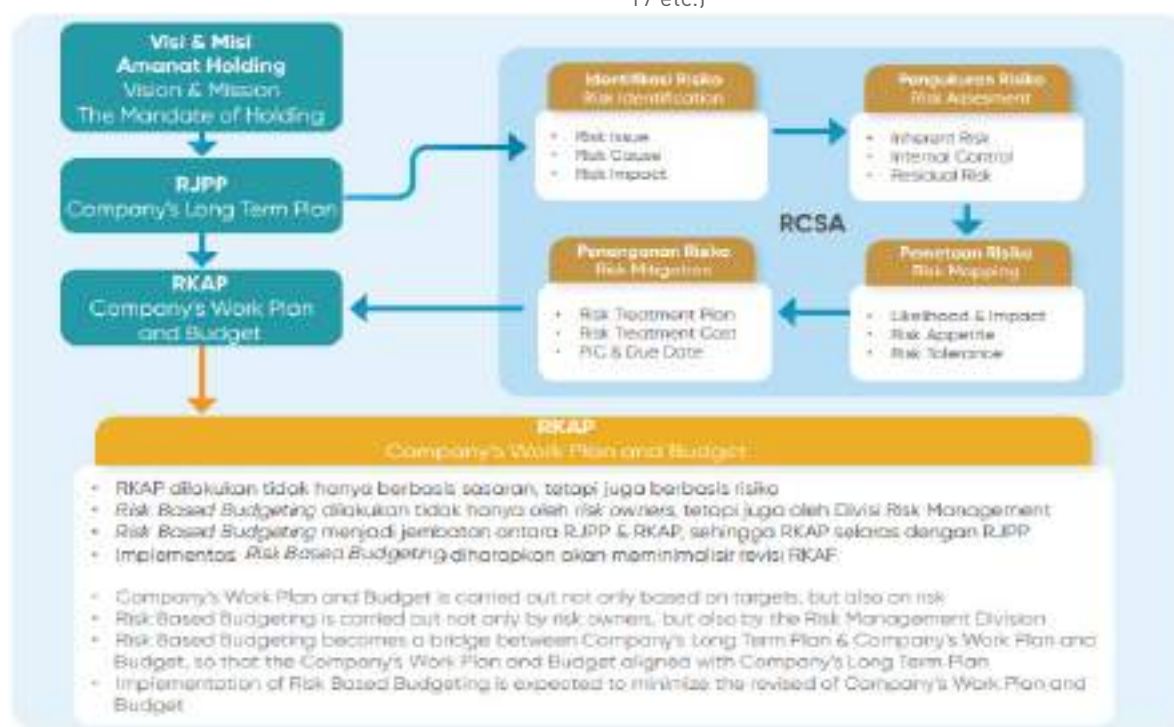 17 etc.)
Visi & Misi
Amanat Holding
Vision & Mission
The Mandate of Holding
RJPP
Company's Long Term Plan
RKAP
Company's Work Plan
and Budget
Identifikasi Risiko
Risk Identification
• Risk Issue
• Risk Cause
• Risk Impact
Pengukuran Risiko
Risk Assesment
• Inherent Risk
• Internal Control
• Residual Risk
RCSA
Penanganan Risiko
Risk Mitigation
• Risk Treatment Plan
• Risk Treatment Cost
• PIC & Due Date
Pemetaan Risiko
Risk Mapping
• Likelihood & Impact
• Risk Appetite
• Risk Tolerance
RKAP
Company's Work Plan and Budget
• RKAP dilakukan tidak hanya berbasis sasaran, tetapi juga berbasis risiko
• Risk Based Budgeting dilakukan tidak hanya oleh risk owners, tetapi juga oleh Divisi Risk Management
• Risk Based Budgeting menjadi jembatan antara RJPP & RKAP, sehingga RKAP selaras dengan RJPP
• Implementas Risk Based Budgeting diharapkan akan meminimalisir revisi RKAP
• Company's Work Plan and Budget is carried out not only based on targets, but also on risk
• Risk Based Budgeting is carried out not only by risk owners, but also by the Risk Management Division
• Risk Based Budgeting becomes a bridge between Company's Long Term Plan & Company's Work Plan and
Budget, so that the Company's Work Plan and Budget aligned with Company's Long Term Plan
• Implementation of Risk Based Budgeting is expected to minimize the revised of Company's Work Plan and
Budget